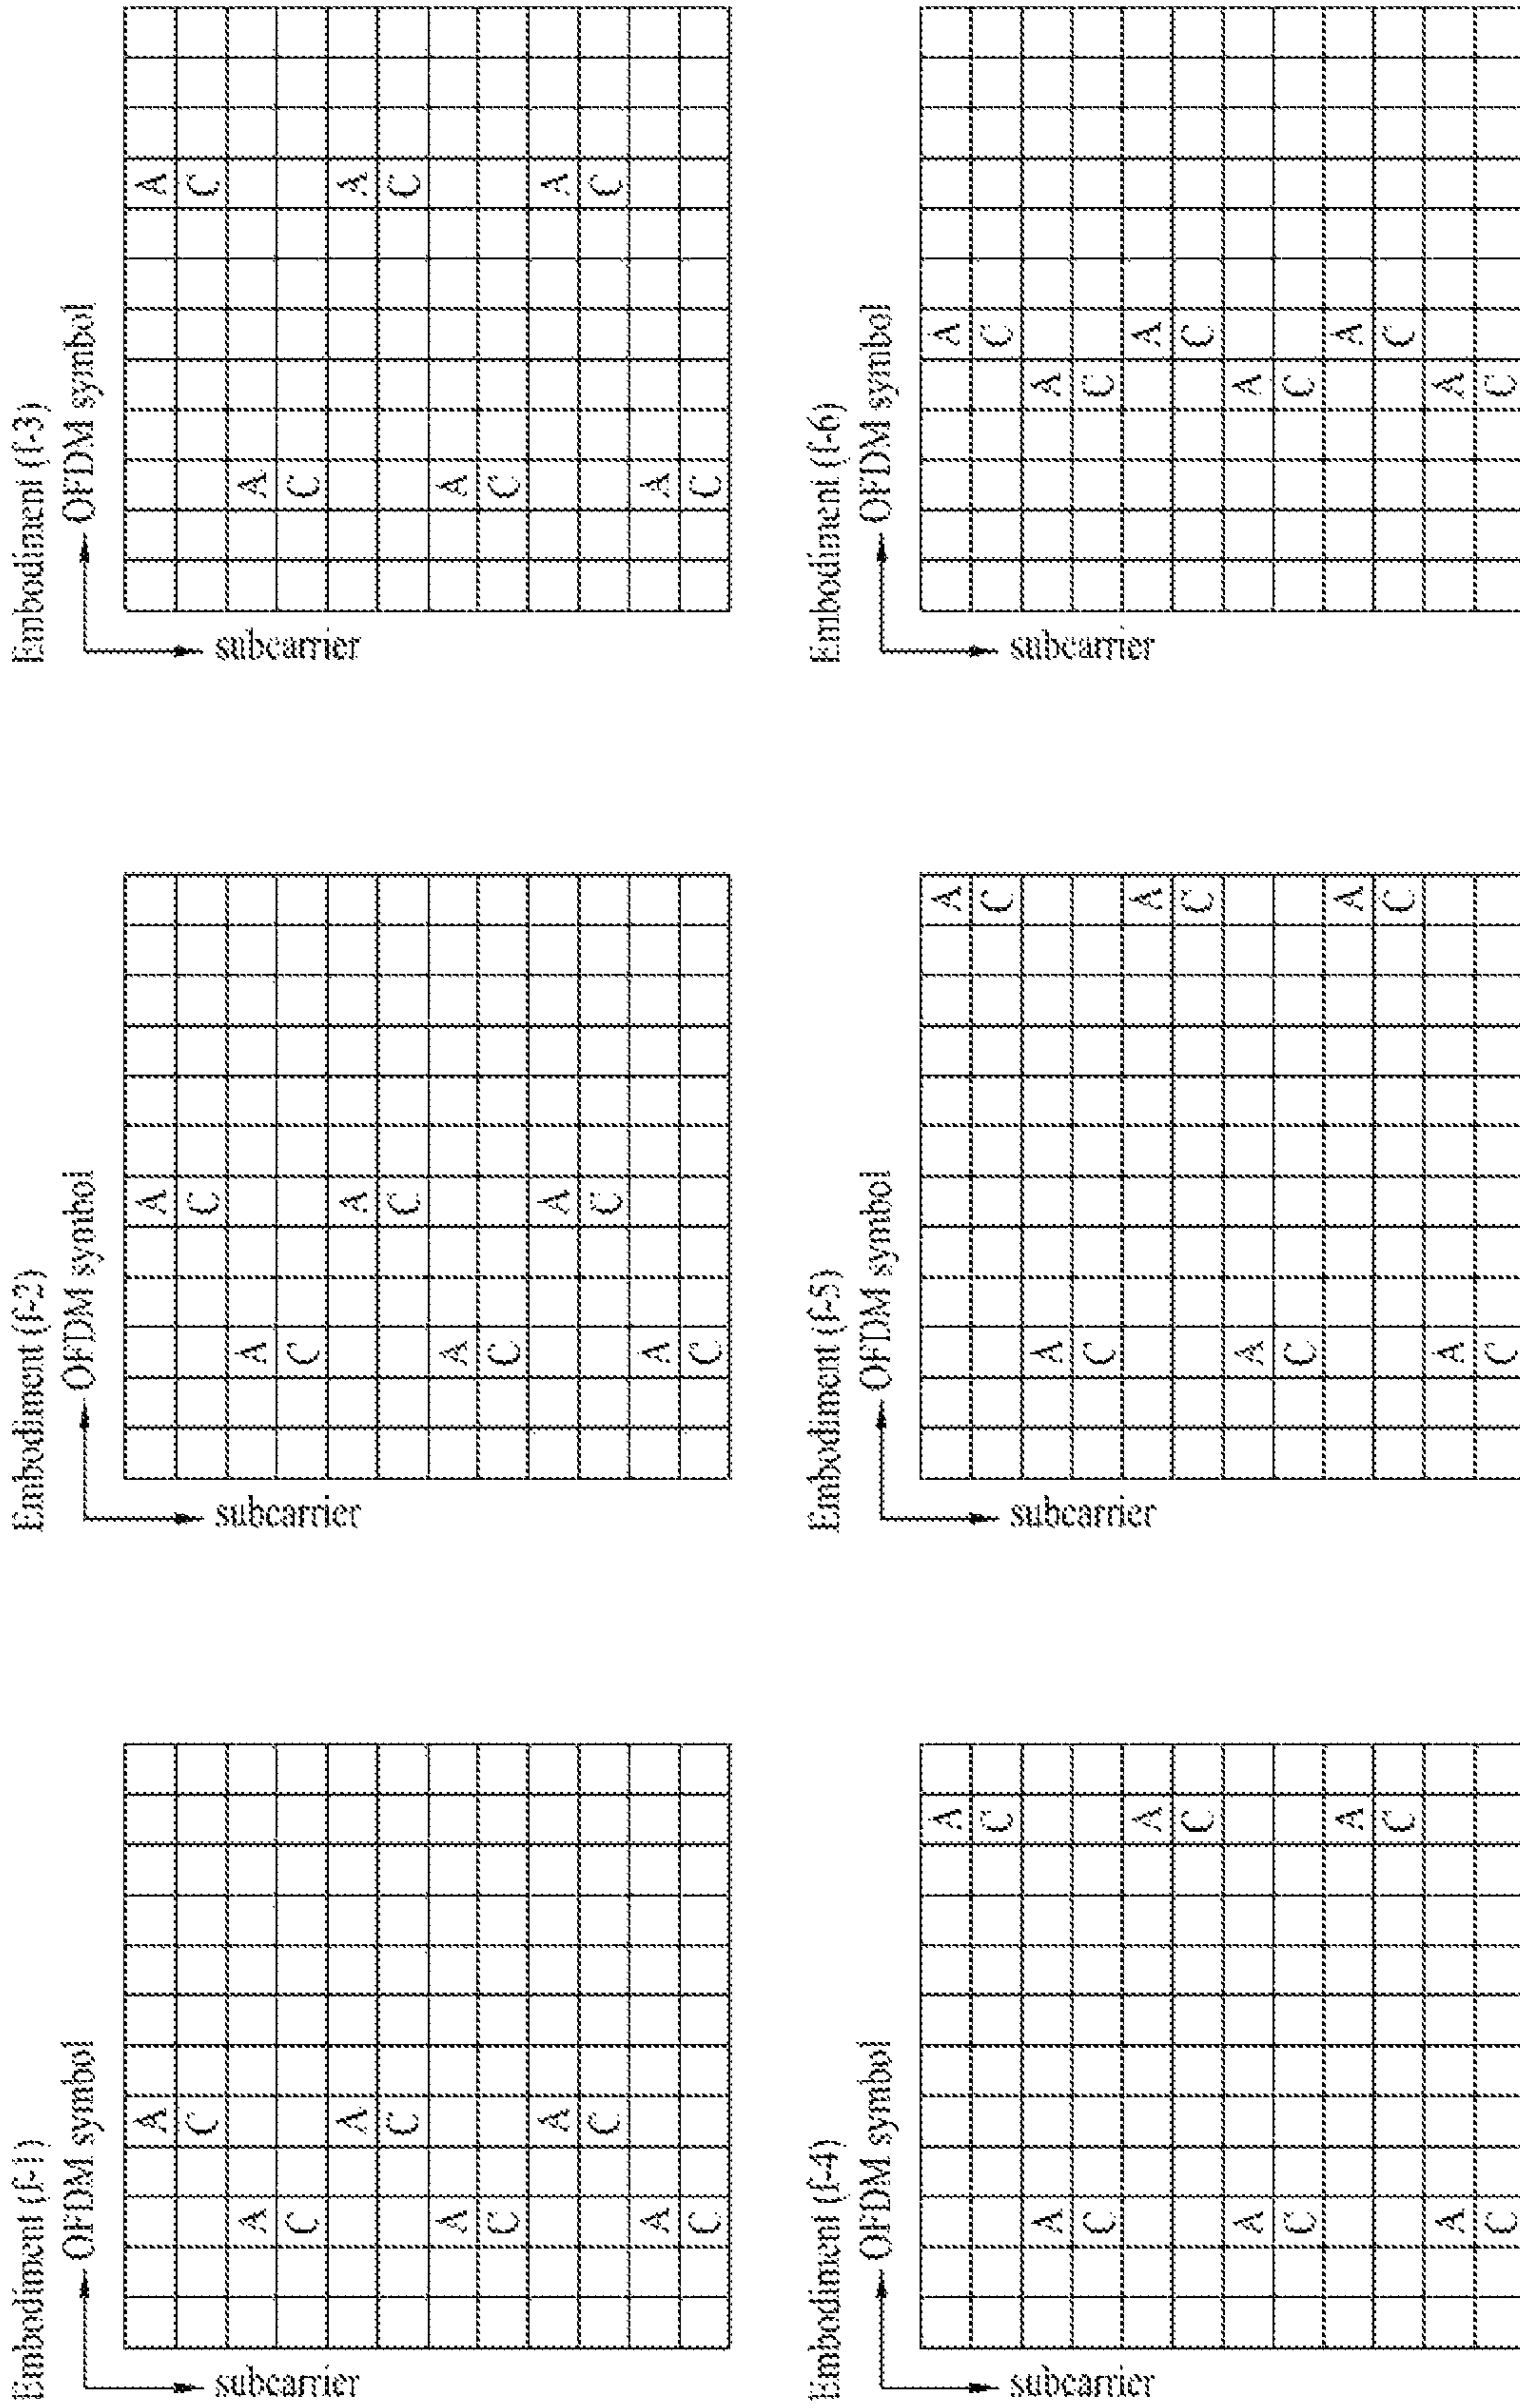 Embodiment (f-1)
OFDM symbol
subcarrier
A
C
A
C
A
C
A
C
A
C
A
C
Embodiment (f-2)
OFDM symbol
subcarrier
A
C
A
C
A
C
A
C
A
C
A
C
Embodiment (f-3)
OFDM symbol
subcarrier
A
C
A
C
A
C
A
C
A
C
A
C
Embodiment (f-4)
OFDM symbol
subcarrier
A
C
A
C
A
C
A
C
A
C
A
C
Embodiment (f-5)
OFDM symbol
subcarrier
A
C
A
C
A
C
A
C
A
C
A
C
Embodiment (f-6)
OFDM symbol
subcarrier
A
C
A
C
A
C
A
C
A
C
A
C